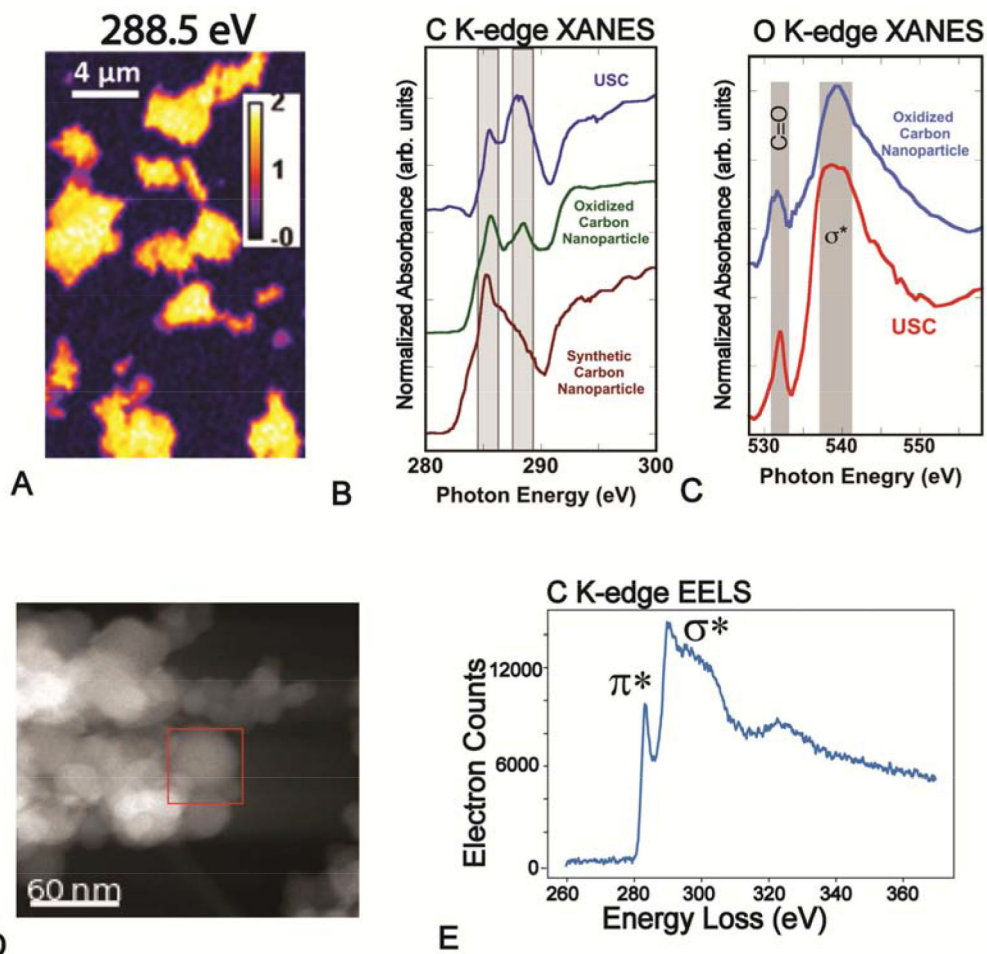 288.5 eV
4 µm
2
1
-0
A
C K-edge XANES
Normalized Absorbance (arb. units)
USC
Oxidized
Carbon
Nanoparticle
Synthetic
Carbon
Nanoparticle
280
290
300
Photon Energy (eV)
B
O K-edge XANES
Normalized Absorbance (arb. units)
C=O
Oxidized
Carbon
Nanoparticle
σ*
USC
530
540
550
Photon Enegry (eV)
C
60 nm
C K-edge EELS
Electron Counts
12000
6000
0
π*
σ*
260
280
300
320
340
360
Energy Loss (eV)
E